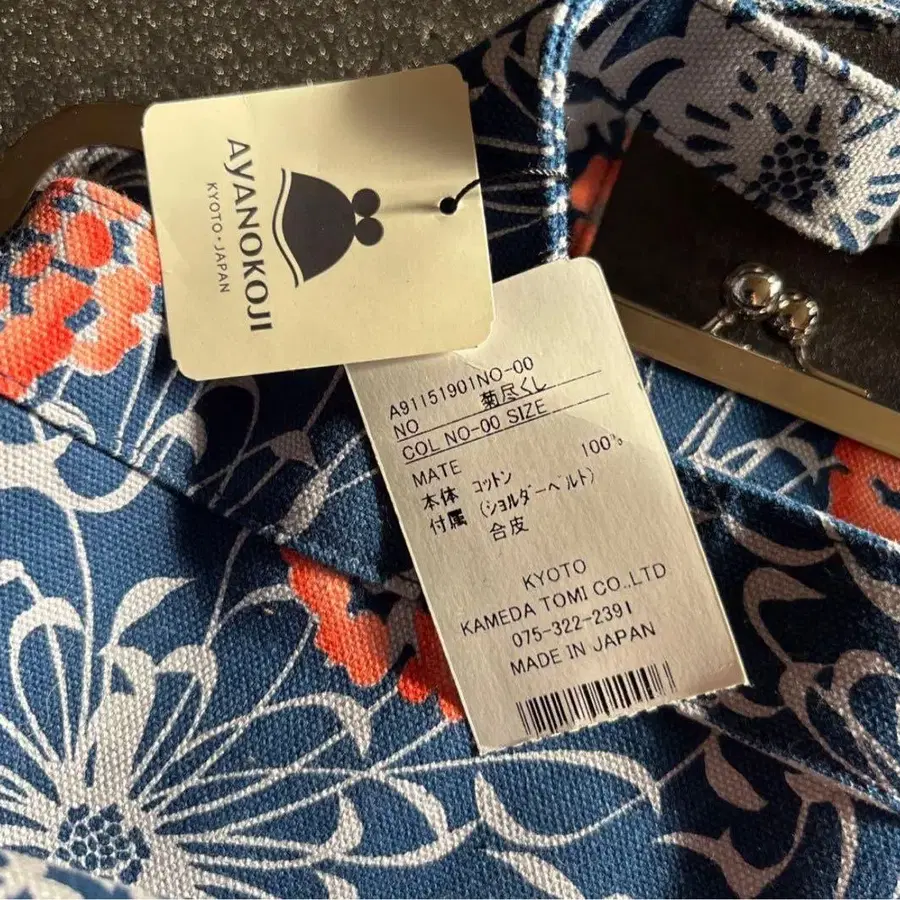 AYANOKOJI
KYOTO・JAPAN
A91151901NO-00
NO 菊尽くし
COL NO-00 SIZE
MATE
本体 コットン 100%
付属 (ショルダーベルト)
合皮
KYOTO
KAMEDA TOMI CO.,LTD
075-322-2391
MADE IN JAPAN